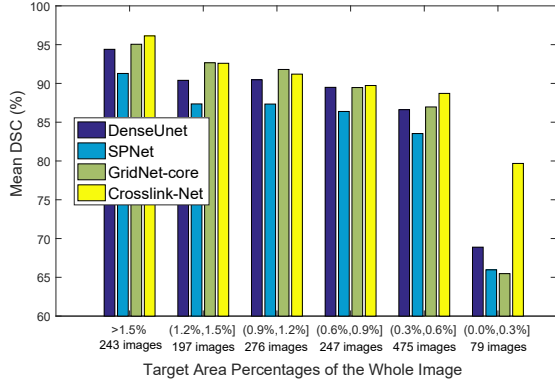 100
95
90
85
80
75
70
65
60
Mean DSC (%)
DenseUnet
SPNet
GridNet-core
Crosslink-Net
>1.5% (1.2%,1.5%] (0.9%,1.2%] (0.6%,0.9%] (0.3%,0.6%] (0.0%,0.3%]
243 images 197 images 276 images 247 images 475 images 79 images
Target Area Percentages of the Whole Image